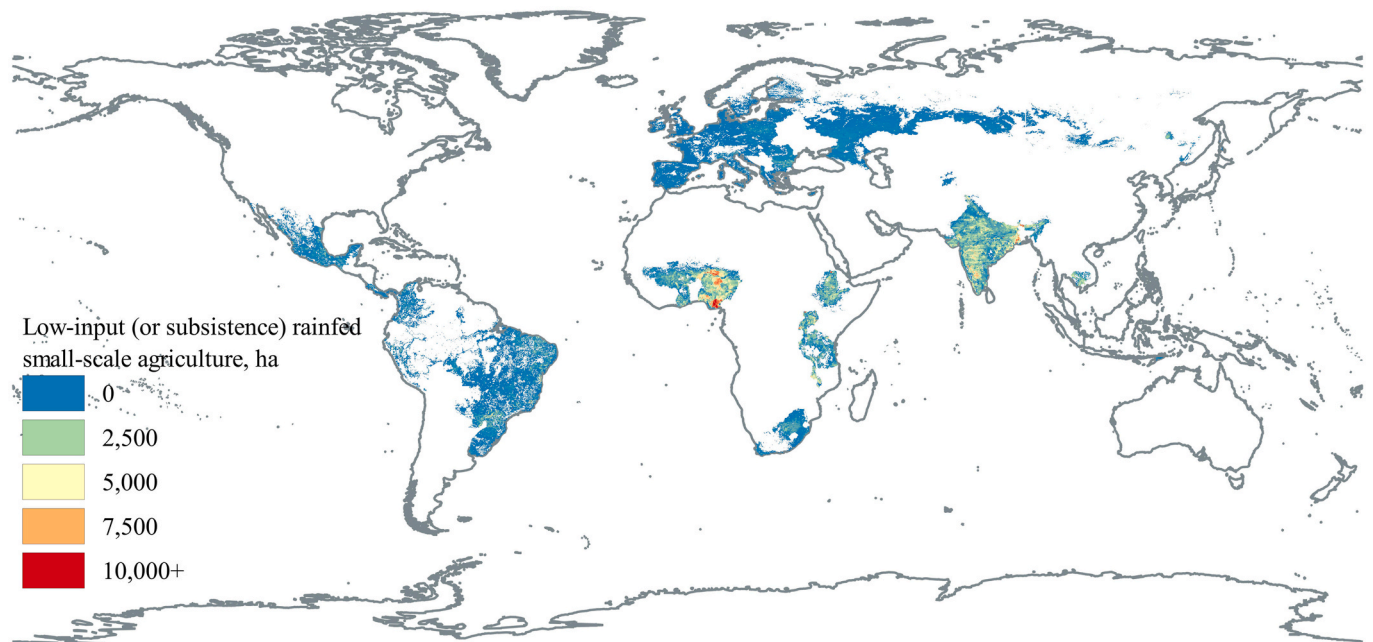 Low-input (or subsistence) rainfed
small-scale agriculture, ha
0
2,500
5,000
7,500
10,000+